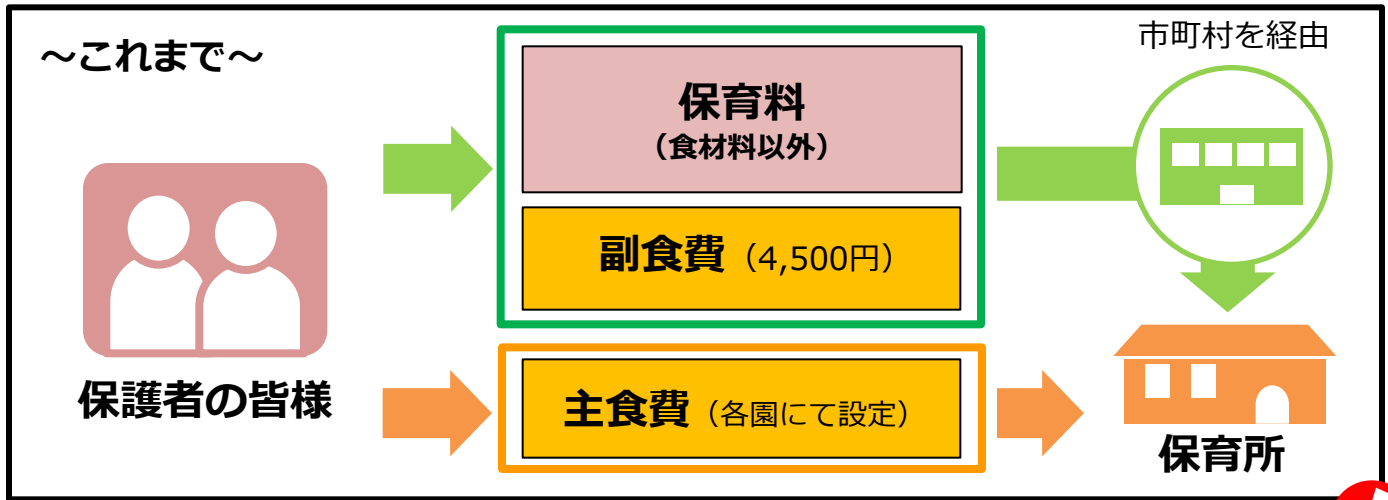 ～これまで～
市町村を経由
保育料
（食材料以外）
副食費（4,500円）
保護者の皆様
主食費（各園にて設定）
保育所